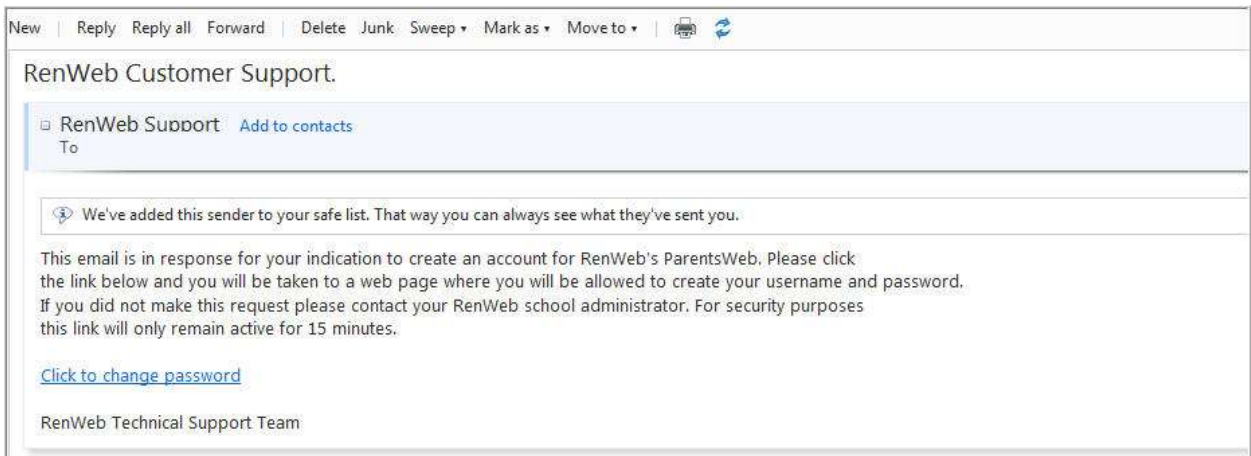 New | Reply Reply all Forward | Delete Junk Sweep Mark as Move to
RenWeb Customer Support.
RenWeb Support Add to contacts
To
We've added this sender to your safe list. That way you can always see what they've sent you.
This email is in response for your indication to create an account for RenWeb's ParentsWeb. Please click
the link below and you will be taken to a web page where you will be allowed to create your username and password.
If you did not make this request please contact your RenWeb school administrator. For security purposes
this link will only remain active for 15 minutes.
Click to change password
RenWeb Technical Support Team